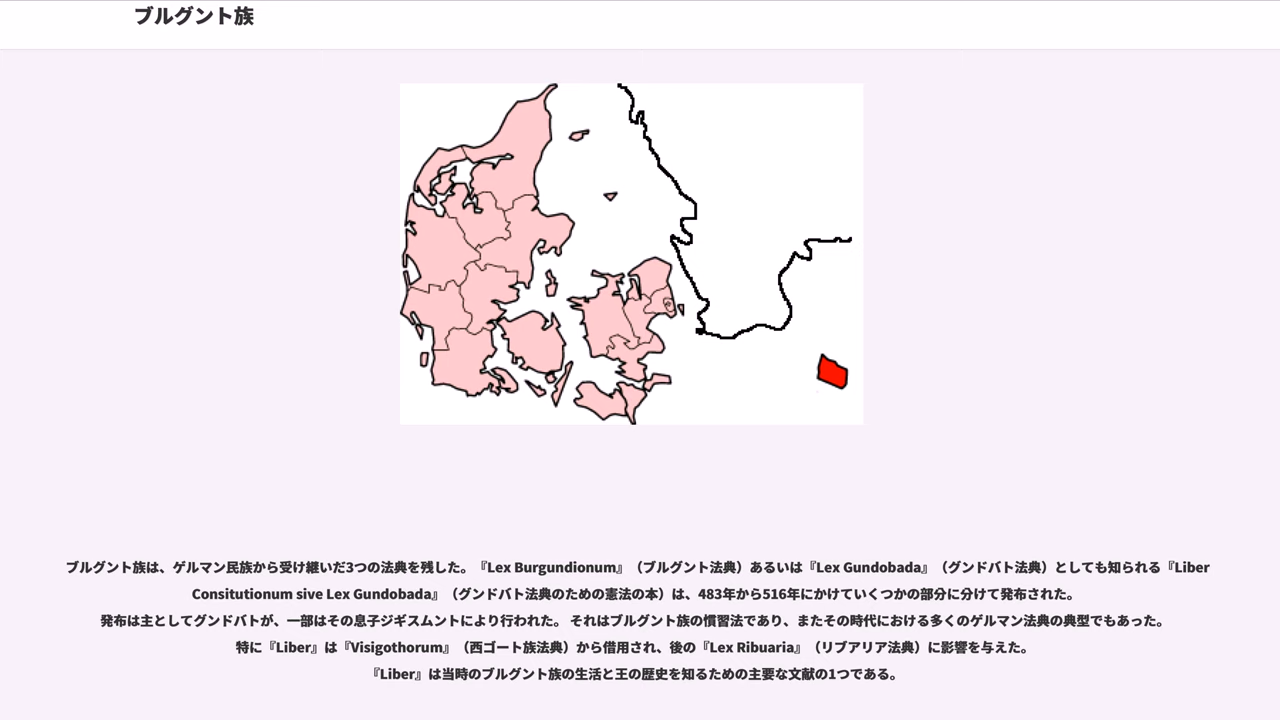 ブルグント族
ブルグント族は、ゲルマン民族から受け継いだ3つの法典を残した。『Lex Burgundionum』（ブルグント法典）あるいは『Lex Gundobada』（グンドバト法典）としても知られる『Liber
Consitutionum sive Lex Gundobada』（グンドバト法典のための憲法の本）は、483年から516年にかけていくつかの部分に分けて発布された。
発布は主としてグンドバトが、一部はその息子ジギスムントにより行われた。 それはブルグント族の慣習法であり、またその時代における多くのゲルマン法典の典型でもあった。
特に『Liber』は『Visigothorum』（西ゴート族法典）から借用され、後の『Lex Ribuaria』（リブアリア法典）に影響を与えた。
『Liber』は当時のブルグント族の生活と王の歴史を知るための主要な文献の1つである。